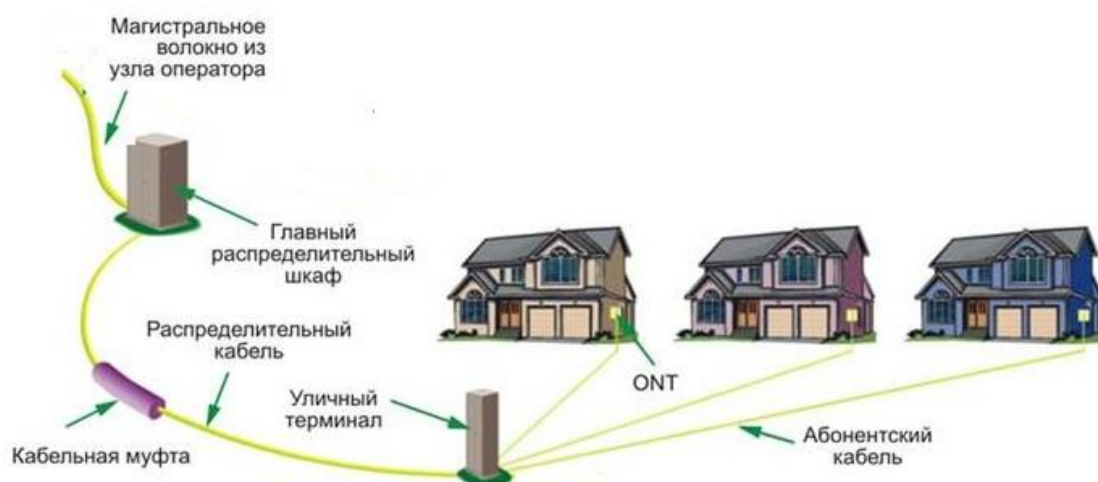 Магистральное
волокно из
узла оператора
Главный
распределительный
шкаф
Распределительный
кабель
ONT
Уличный
терминал
Абонентский
кабель
Кабельная муфта